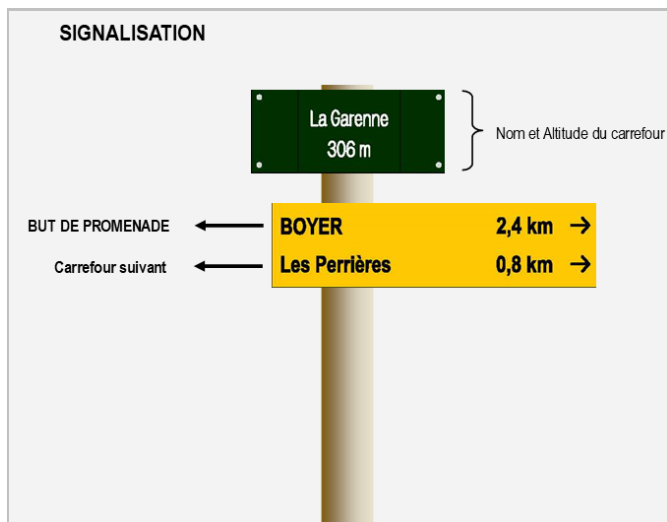 SIGNALISATION
La Garenne
306 m
Nom et Altitude du carrefour
BUT DE PROMENADE
BOYER 2,4 km →
Carrefour suivant
Les Perrières 0,8 km →